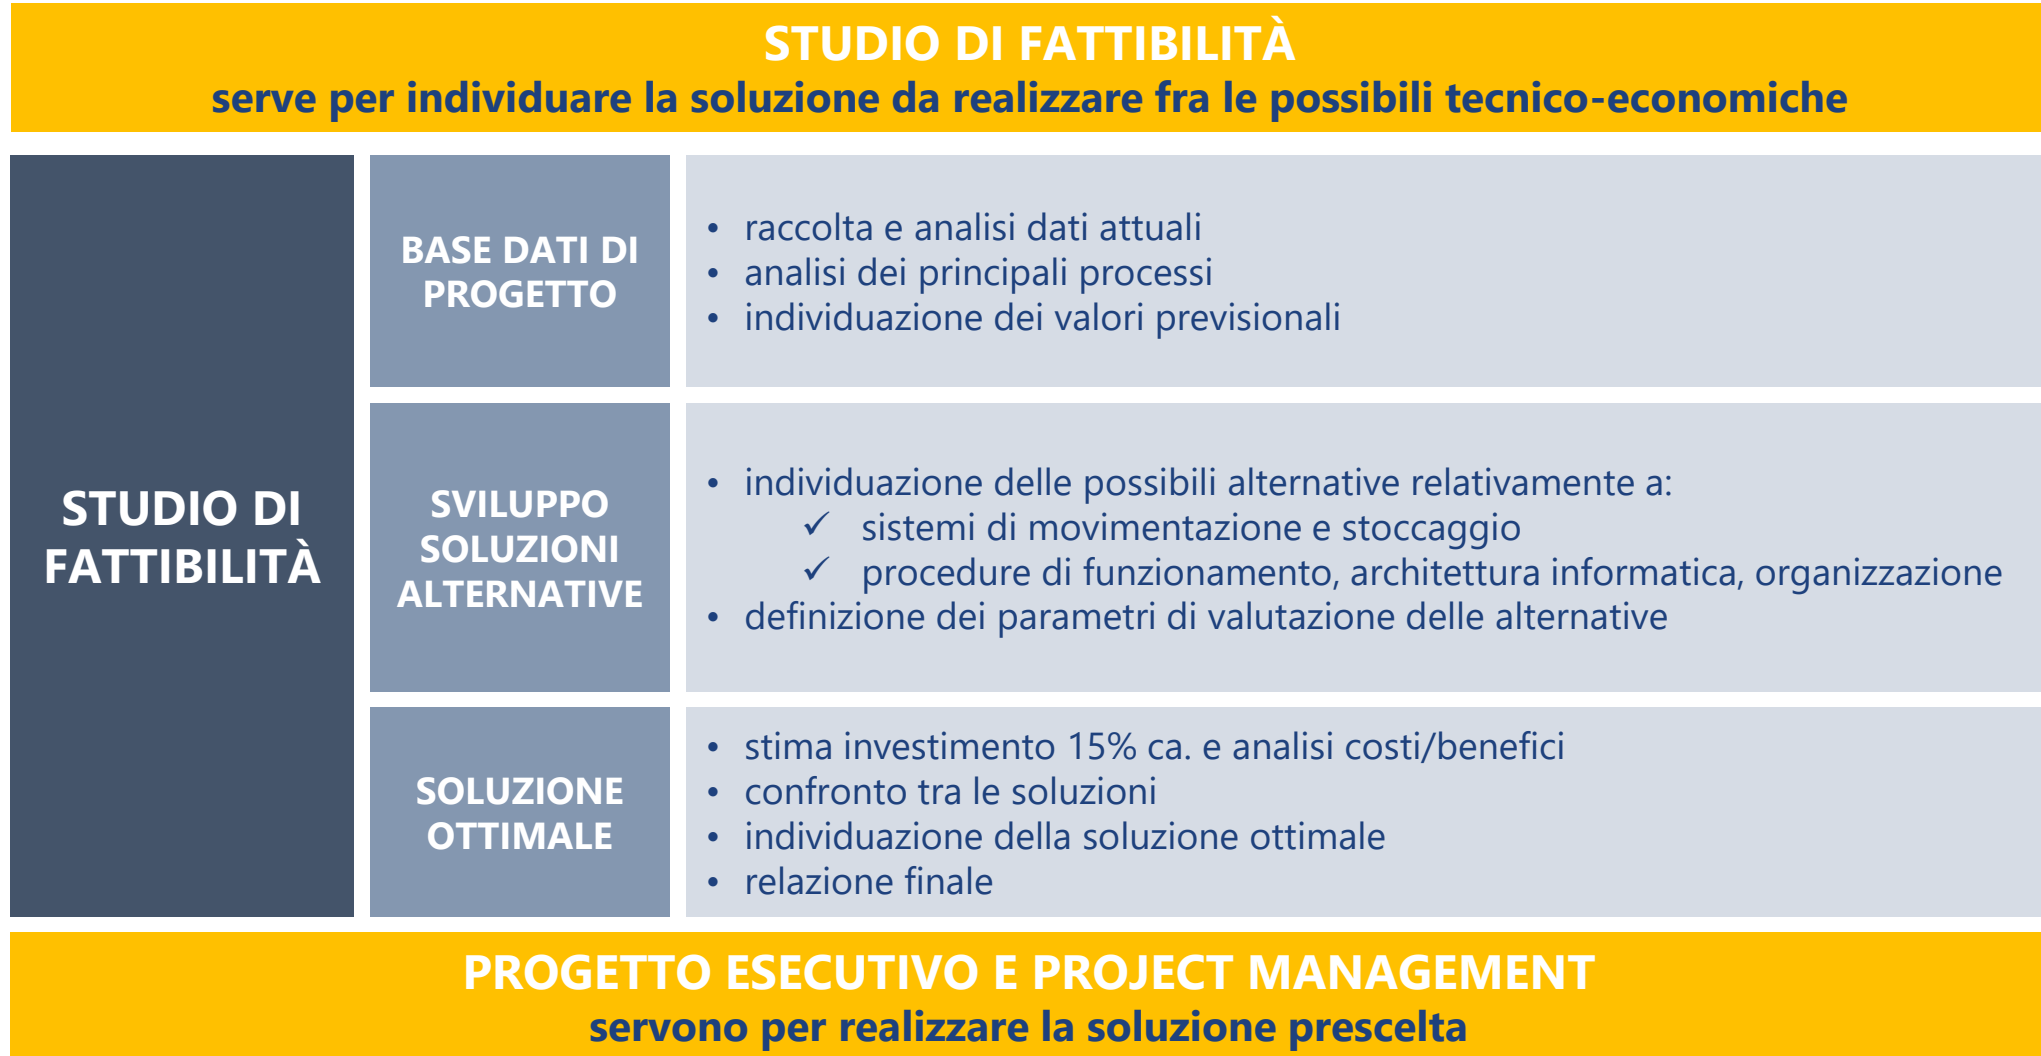 STUDIO DI FATTIBILITÀ
serve per individuare la soluzione da realizzare fra le possibili tecnico-economiche
STUDIO DI
FATTIBILITÀ
BASE DATI DI
PROGETTO
• raccolta e analisi dati attuali
• analisi dei principali processi
• individuazione dei valori previsionali
SVILUPPO
SOLUZIONI
ALTERNATIVE
• individuazione delle possibili alternative relativamente a:
✓ sistemi di movimentazione e stoccaggio
✓ procedure di funzionamento, architettura informatica, organizzazione
• definizione dei parametri di valutazione delle alternative
SOLUZIONE
OTTIMALE
• stima investimento 15% ca. e analisi costi/benefici
• confronto tra le soluzioni
• individuazione della soluzione ottimale
• relazione finale
PROGETTO ESECUTIVO E PROJECT MANAGEMENT
servono per realizzare la soluzione prescelta